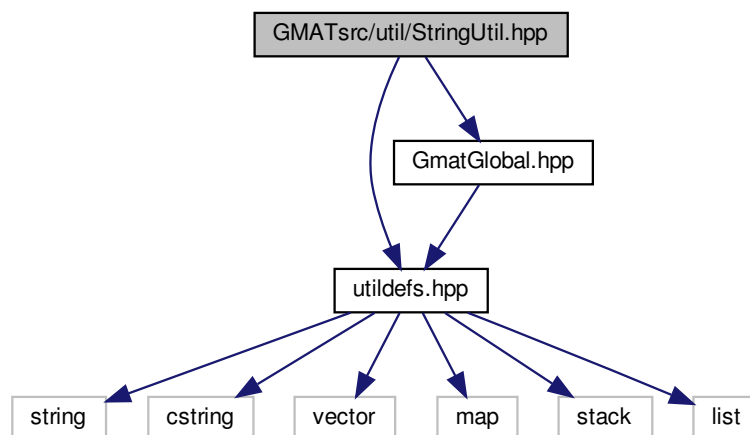 GMATsrc/util/StringUtil.hpp
GmatGlobal.hpp
utildefs.hpp
string
cstring
vector
map
stack
list